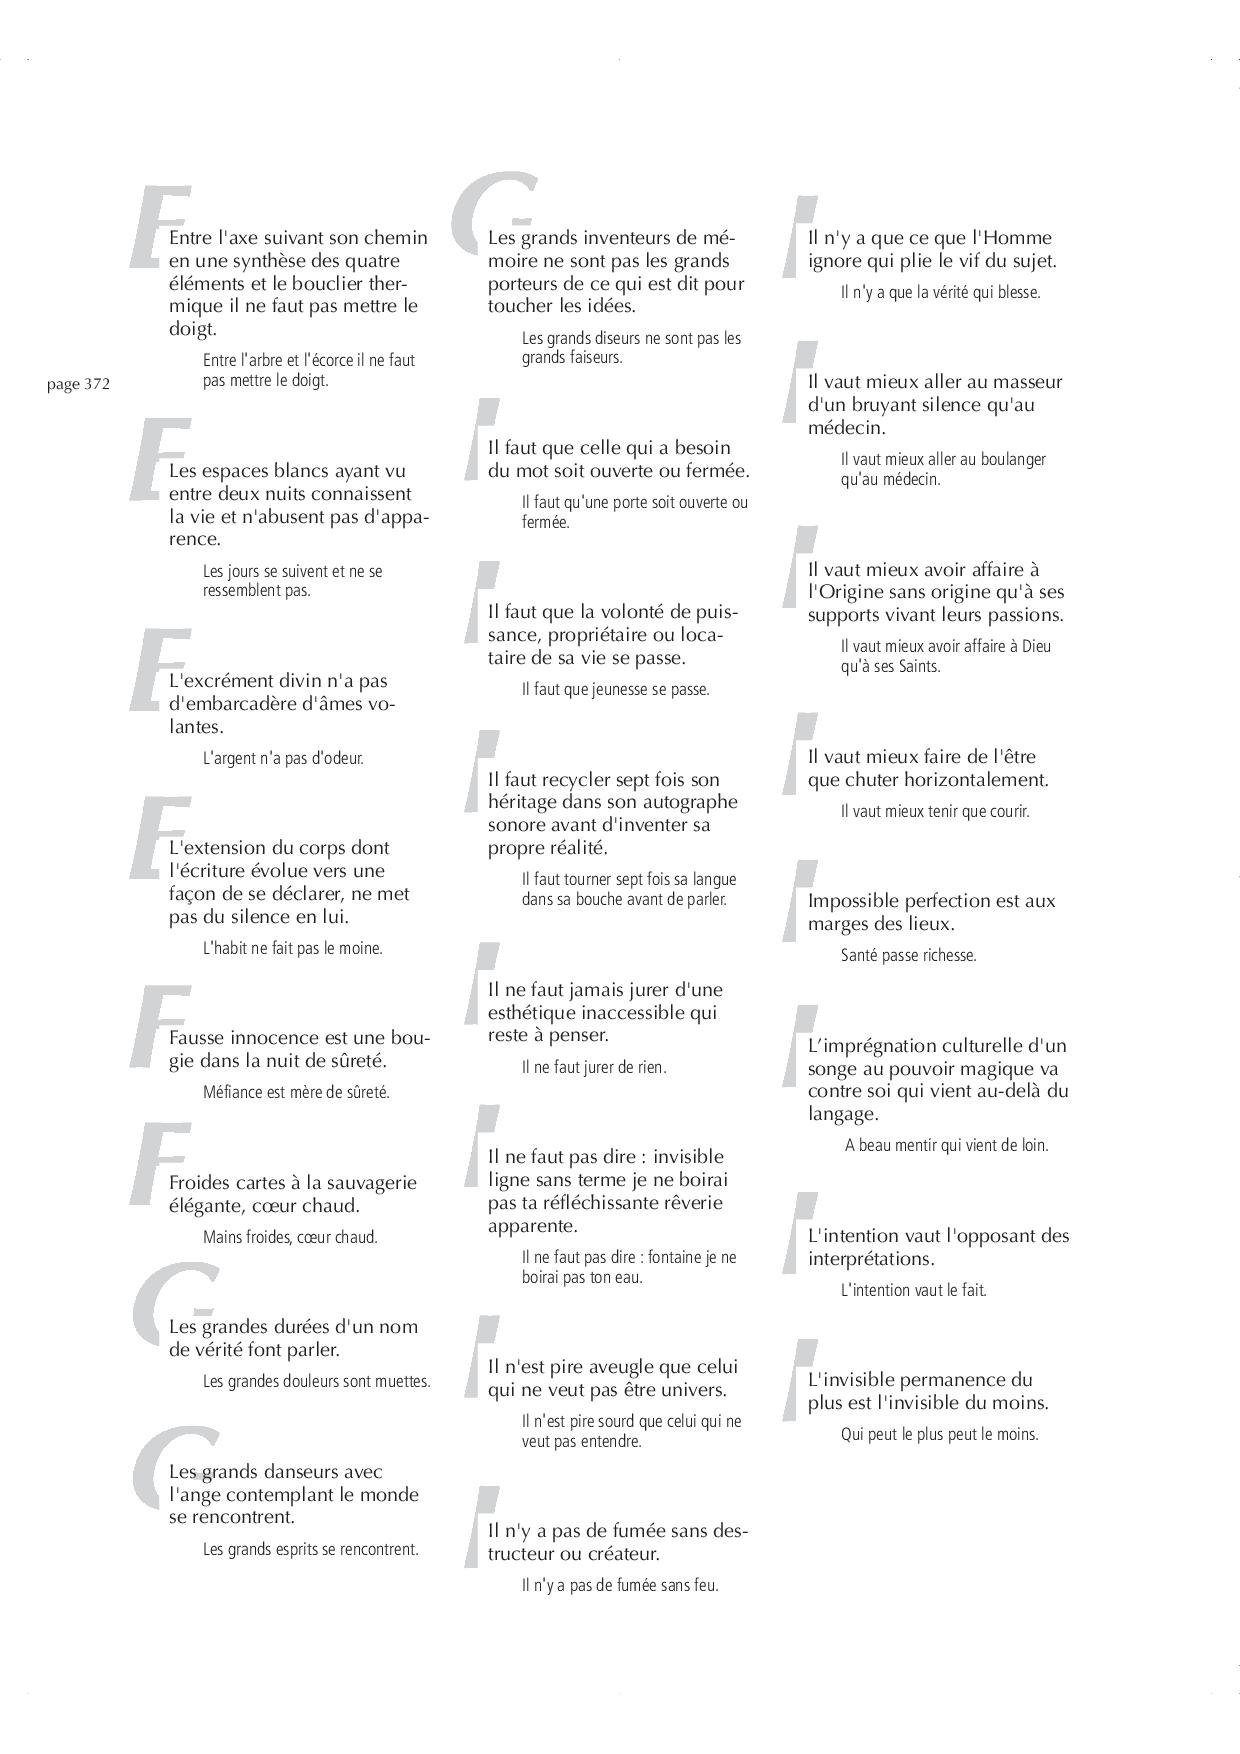 page 372
E
Entre l'axe suivant son chemin
en une synthèse des quatre
éléments et le bouclier ther-
mique il ne faut pas mettre le
doigt.
Entre l'arbre et l'écorce il ne faut
pas mettre le doigt.
E
Les espaces blancs ayant vu
entre deux nuits connaissent
la vie et n'abusent pas d'appa-
rence.
Les jours se suivent et ne se
ressemblent pas.
E
L'excrément divin n'a pas
d'embarcadère d'âmes vo-
lantes.
L'argent n'a pas d'odeur.
E
L'extension du corps dont
l'écriture évolue vers une
façon de se déclarer, ne met
pas du silence en lui.
L'habit ne fait pas le moine.
F
Fausse innocence est une bou-
gie dans la nuit de sûreté.
Méfiance est mère de sûreté.
F
Froides cartes à la sauvagerie
élégante, cœur chaud.
Mains froides, cœur chaud.
G
Les grandes durées d'un nom
de vérité font parler.
Les grandes douleurs sont muettes.
G
Les grands danseurs avec
l'ange contemplant le monde
se rencontrent.
Les grands esprits se rencontrent.
G
Les grands inventeurs de mé-
moire ne sont pas les grands
porteurs de ce qui est dit pour
toucher les idées.
Les grands diseurs ne sont pas les
grands faiseurs.
I
Il faut que celle qui a besoin
du mot soit ouverte ou fermée.
Il faut qu'une porte soit ouverte ou
fermée.
I
Il faut que la volonté de puis-
sance, propriétaire ou loca-
taire de sa vie se passe.
Il faut que jeunesse se passe.
I
Il faut recycler sept fois son
héritage dans son autographe
sonore avant d'inventer sa
propre réalité.
Il faut tourner sept fois sa langue
dans sa bouche avant de parler.
I
Il ne faut jamais jurer d'une
esthétique inaccessible qui
reste à penser.
Il ne faut jurer de rien.
I
Il ne faut pas dire : invisible
ligne sans terme je ne boirai
pas ta réfléchissante rêverie
apparente.
Il ne faut pas dire : fontaine je ne
boirai pas ton eau.
I
Il n'est pire aveugle que celui
qui ne veut pas être univers.
Il n'est pire sourd que celui qui ne
veut pas entendre.
I
Il n'y a pas de fumée sans des-
tructeur ou créateur.
Il n'y a pas de fumée sans feu.
I
Il n'y a que ce que l'Homme
ignore qui plie le vif du sujet.
Il n'y a que la vérité qui blesse.
I
Il vaut mieux aller au masseur
d'un bruyant silence qu'au
médecin.
Il vaut mieux aller au boulanger
qu'au médecin.
I
Il vaut mieux avoir affaire à
l'Origine sans origine qu'à ses
supports vivant leurs passions.
Il vaut mieux avoir affaire à Dieu
qu'à ses Saints.
I
Il vaut mieux faire de l'être
que chuter horizontalement.
Il vaut mieux tenir que courir.
I
Impossible perfection est aux
marges des lieux.
Santé passe richesse.
I
L’imprégnation culturelle d'un
songe au pouvoir magique va
contre soi qui vient au-delà du
langage.
A beau mentir qui vient de loin.
I
L'intention vaut l'opposant des
interprétations.
L'intention vaut le fait.
I
L'invisible permanence du
plus est l'invisible du moins.
Qui peut le plus peut le moins.